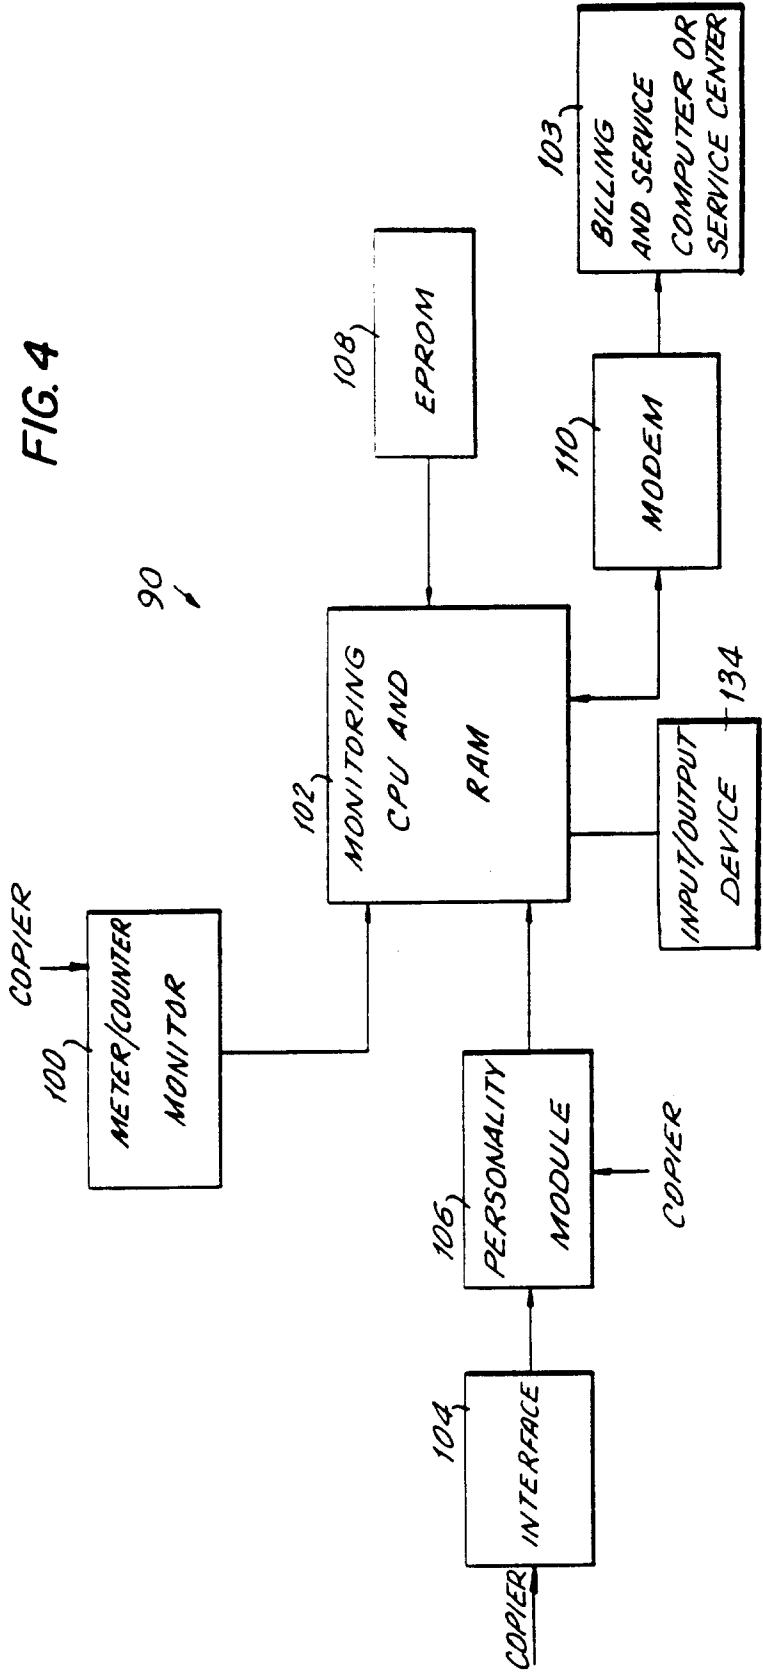 FIG. 4
90
COPIER
100
METER/COUNTER
MONITOR
102
MONITORING
CPU AND
RAM
108
EPROM
104
INTERFACE
COPIER
106
PERSONALITY
MODULE
COPIER
INPUT/OUTPUT
DEVICE
134
110
MODEM
103
BILLING
AND SERVICE
COMPUTER OR
SERVICE CENTER